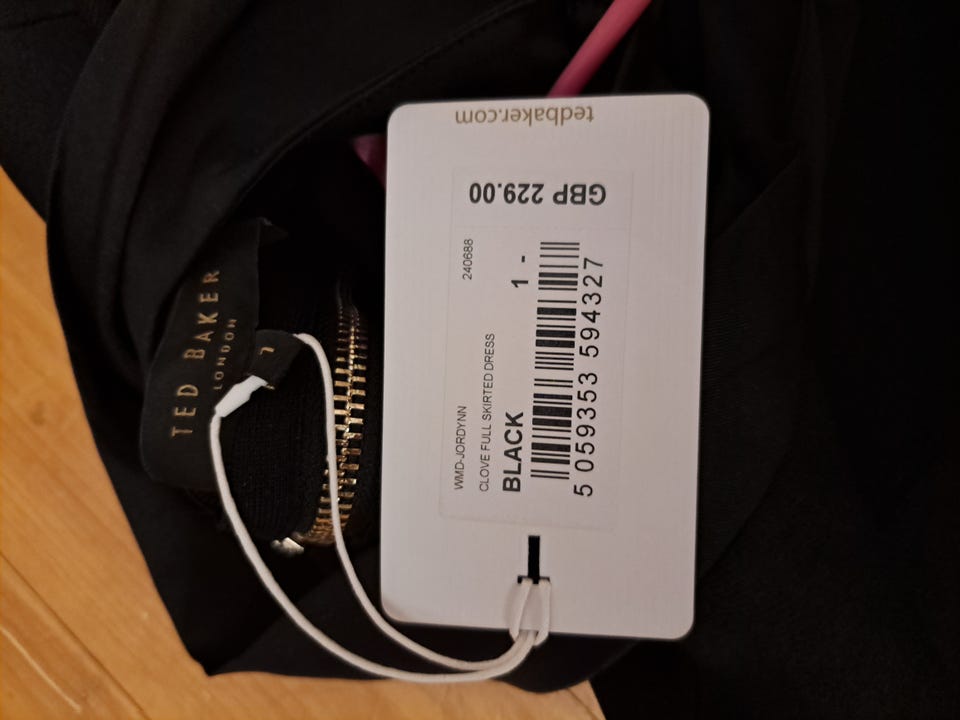 TED BAKER
LONDON
1
tedbaker.com
GBP 229.00
WMD-JORDYNN 240688
CLOVE FULL SKIRTED DRESS
BLACK 1 -
5 059353 594327